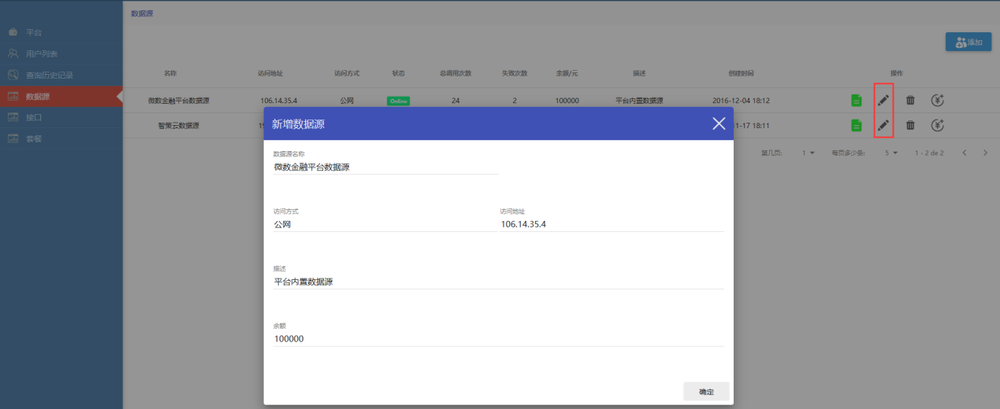 数据源
平台
用户列表
查询历史记录
数据源
接口
套餐
添加
名称 访问地址 访问方式 状态 总调用次数 失败次数 余额/元 描述 创建时间 操作
微数金融平台数据源 106.14.35.4 公网 Online 24 2 100000 平台内置数据源 2016-12-04 18:12
智策云数据源 1-17 18:11
第几页: 1 每页多少条: 5 1 - 2 de 2
新增数据源
数据源名称
微数金融平台数据源
访问方式 访问地址
公网 106.14.35.4
描述
平台内置数据源
余额
100000
确定